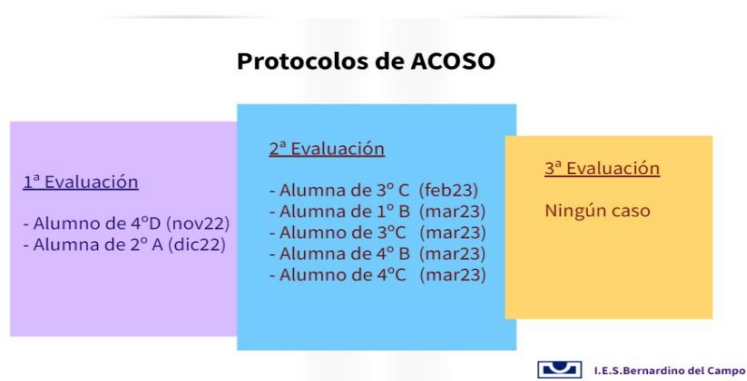 Protocolos de ACOSO
1ª Evaluación
- Alumno de 4ºD (nov22)
- Alumna de 2º A (dic22)
2ª Evaluación
- Alumna de 3º C (feb23)
- Alumna de 1º B (mar23)
- Alumno de 3ºC (mar23)
- Alumna de 4º B (mar23)
- Alumno de 4ºC (mar23)
3ª Evaluación
Ningún caso
I.E.S.Bernardino del Campo